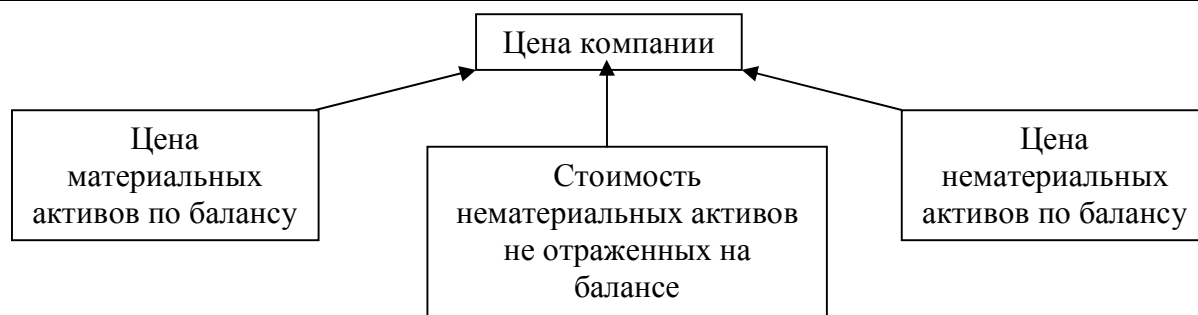 Цена компании
Цена
материальных
активов по балансу
Стоимость
нематериальных активов
не отраженных на
балансе
Цена
нематериальных
активов по балансу